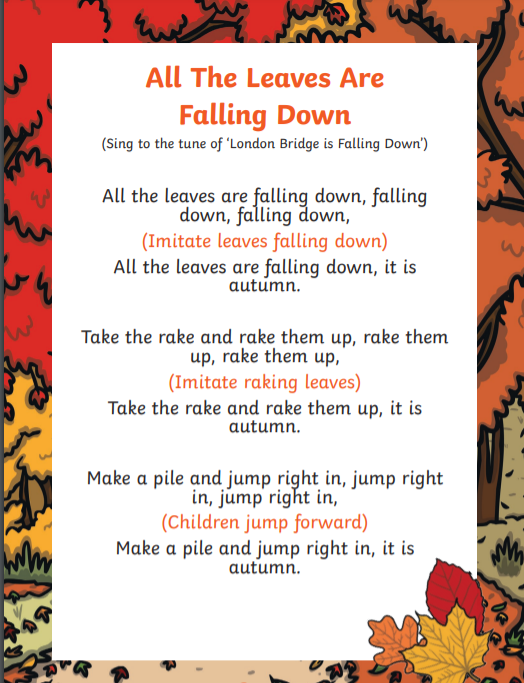 All The Leaves Are
Falling Down
(Sing to the tune of ‘London Bridge is Falling Down’)
All the leaves are falling down, falling
down, falling down,
(Imitate leaves falling down)
All the leaves are falling down, it is
autumn.
Take the rake and rake them up, rake them
up, rake them up,
(Imitate raking leaves)
Take the rake and rake them up, it is
autumn.
Make a pile and jump right in, jump right
in, jump right in,
(Children jump forward)
Make a pile and jump right in, it is
autumn.